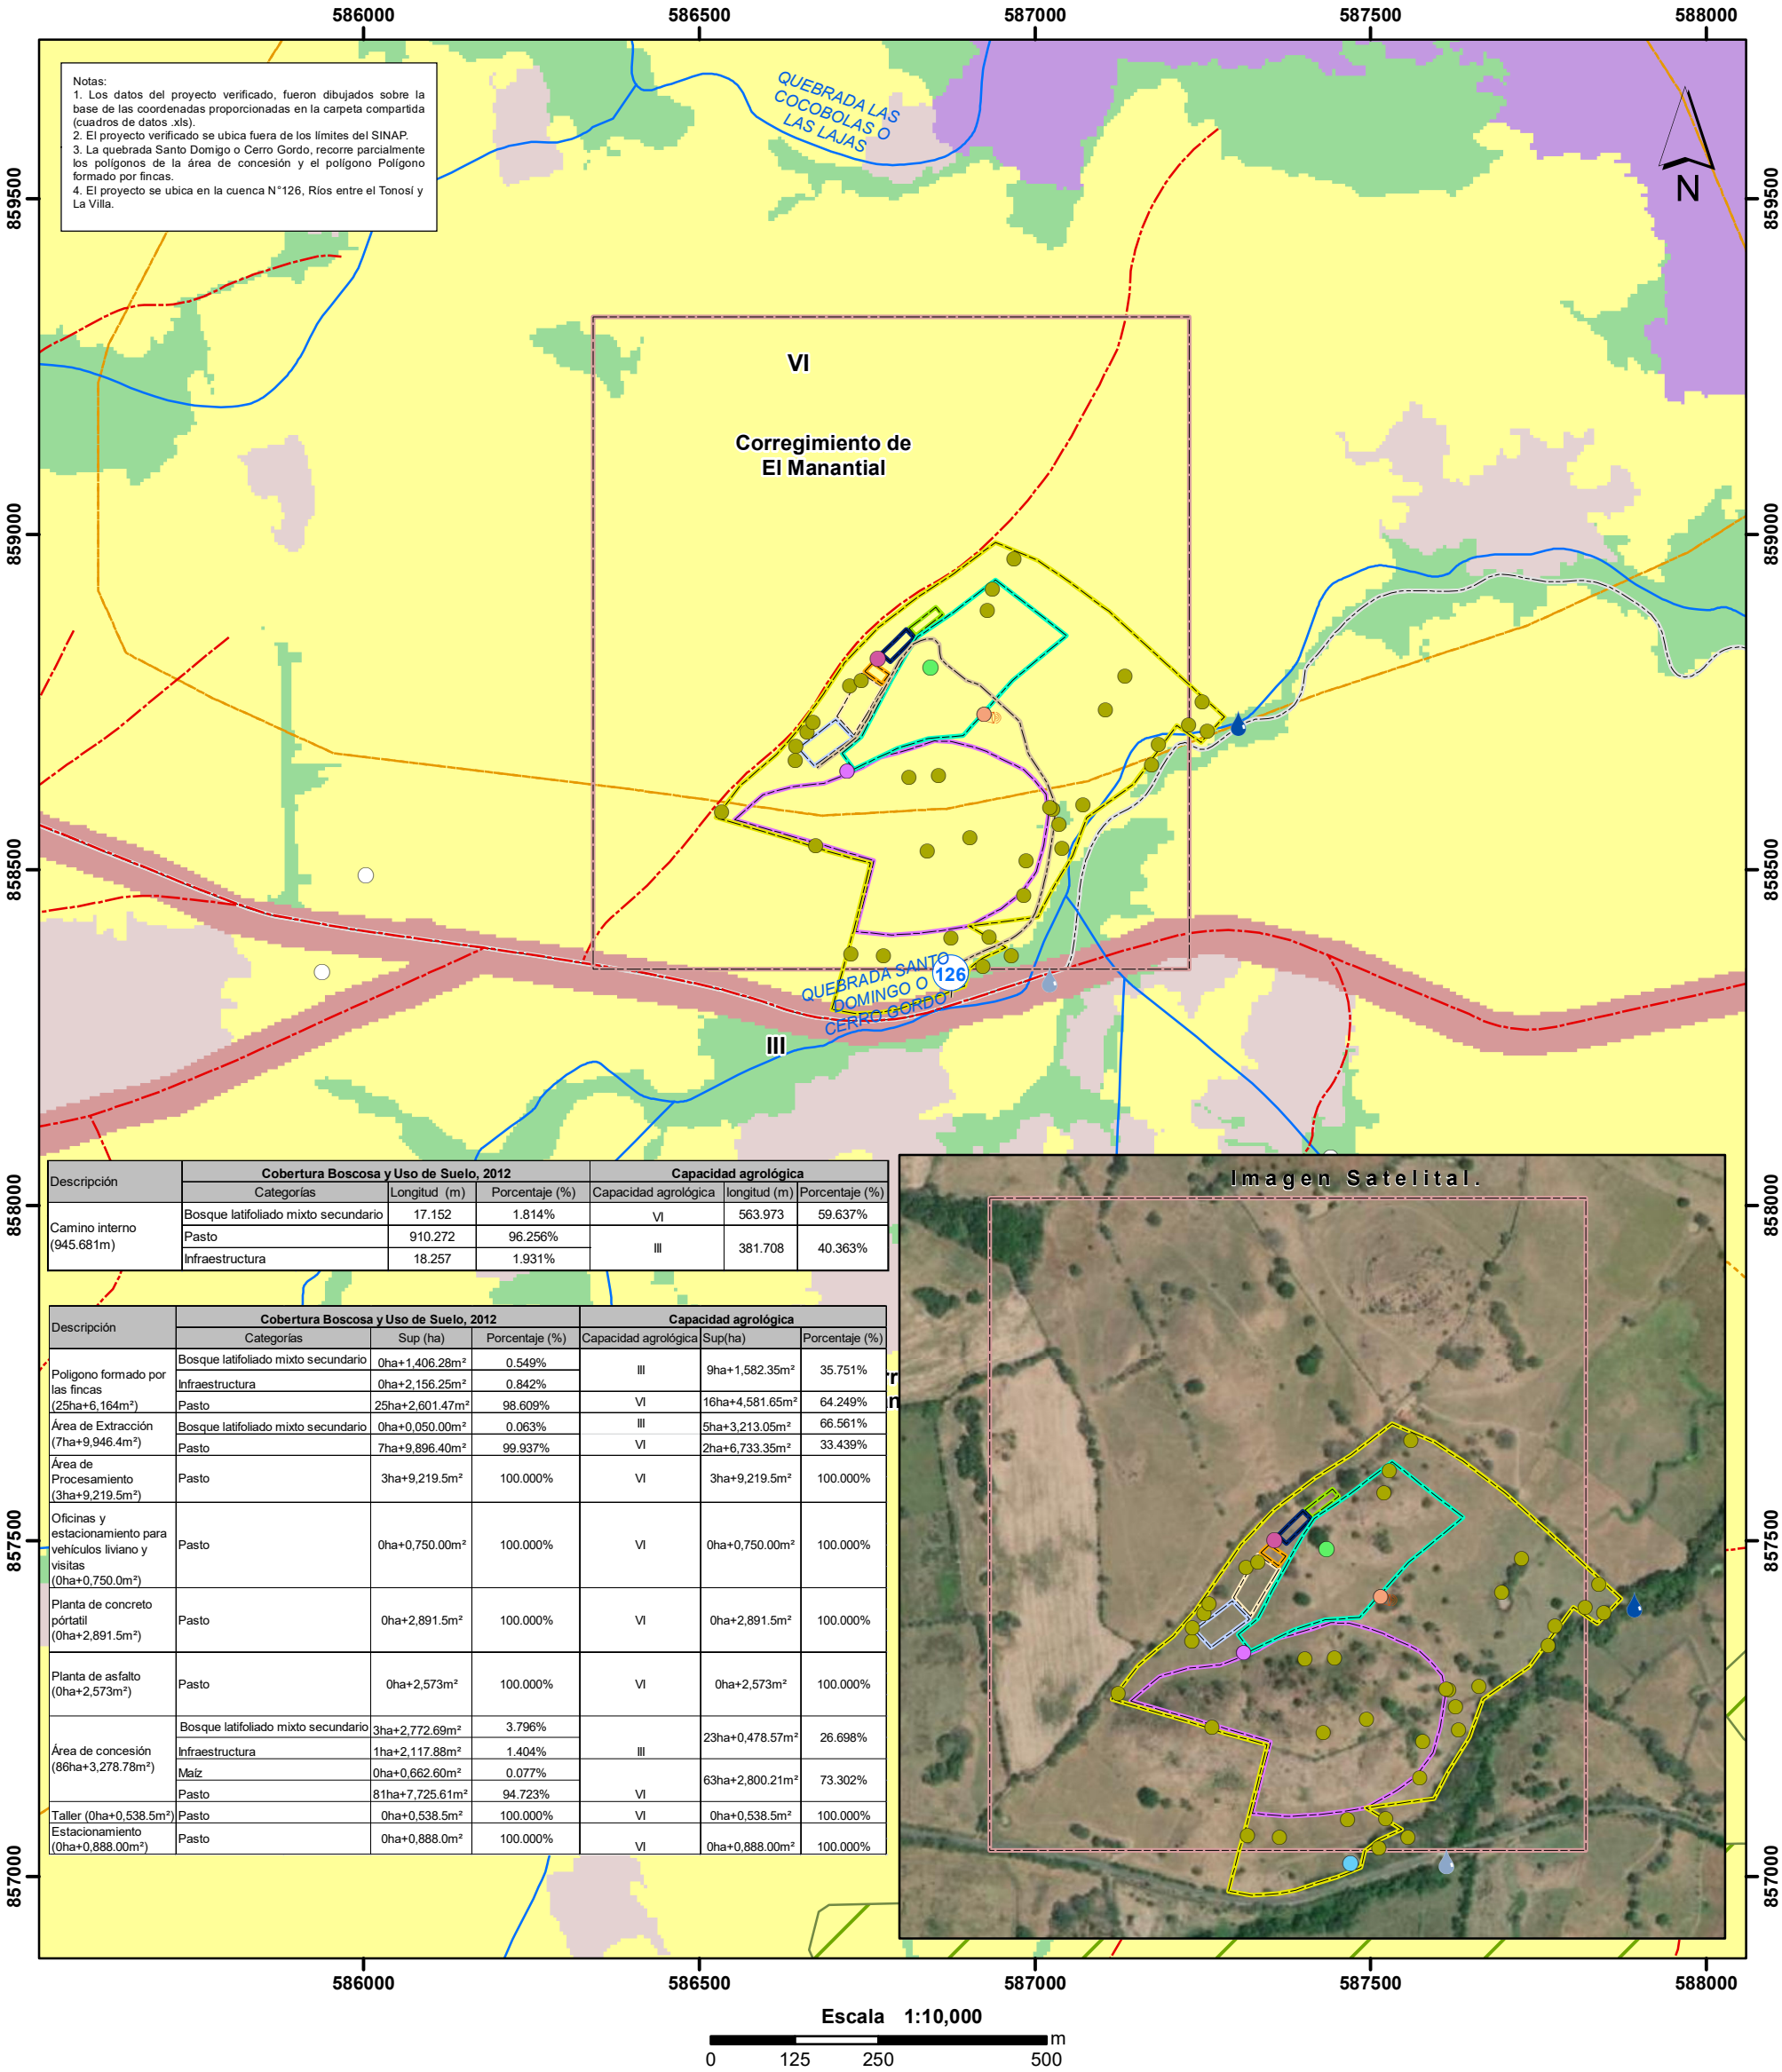 586000 586500 587000 587500 588000
859500
859000
858500
858000
857500
857000
Notas:
1. Los datos del proyecto verificado, fueron dibujados sobre la
base de las coordenadas proporcionadas en la carpeta compartida
(cuadros de datos .xls).
2. El proyecto verificado se ubica fuera de los límites del SINAP.
3. La quebrada Santo Domigo o Cerro Gordo, recorre parcialmente
los polígonos de la área de concesión y el polígono Polígono
formado por fincas.
4. El proyecto se ubica en la cuenca N°126, Ríos entre el Tonosí y
La Villa.
QUEBRADA LAS
COCOBOLAS O
LAS LAJAS
N
859500
859000
858500
858000
857500
857000
VI
Corregimiento de
El Manantial
QUEBRADA SANTO
DOMINGO O
CERRO GORDO
126
III
Descripción Cobertura Boscosa y Uso de Suelo, 2012 Capacidad agrológica
Categorías Longitud (m) Porcentaje (%) Capacidad agrológica longitud (m) Porcentaje (%)
Camino interno
(945.681m)
Bosque latifoliado mixto secundario 17.152 1.814% VI 563.973 59.637%
Pasto 910.272 96.256% III 381.708 40.363%
Infraestructura 18.257 1.931%
Descripción Cobertura Boscosa y Uso de Suelo, 2012 Capacidad agrológica
Categorías Sup (ha) Porcentaje (%) Capacidad agrológica Sup(ha) Porcentaje (%)
Poligono formado por
las fincas
(25ha+6,164m²)
Bosque latifoliado mixto secundario 0ha+1,406.28m² 0.549% III 9ha+1,582.35m² 35.751%
Infraestructura 0ha+2,156.25m² 0.842%
Pasto 25ha+2,601.47m² 98.609% VI 16ha+4,581.65m² 64.249%
Área de Extracción
(7ha+9,946.4m²)
Bosque latifoliado mixto secundario 0ha+0,050.00m² 0.063% III 5ha+3,213.05m² 66.561%
Pasto 7ha+9,896.40m² 99.937% VI 2ha+6,733.35m² 33.439%
Área de
Procesamiento
(3ha+9,219.5m²)
Pasto 3ha+9,219.5m² 100.000% VI 3ha+9,219.5m² 100.000%
Oficinas y
estacionamiento para
vehículos liviano y
visitas
(0ha+0,750.0m²)
Pasto 0ha+0,750.00m² 100.000% VI 0ha+0,750.00m² 100.000%
Planta de concreto
pórtatil
(0ha+2,891.5m²)
Pasto 0ha+2,891.5m² 100.000% VI 0ha+2,891.5m² 100.000%
Planta de asfalto
(0ha+2,573m²)
Pasto 0ha+2,573m² 100.000% VI 0ha+2,573m² 100.000%
Área de concesión
(86ha+3,278.78m²)
Bosque latifoliado mixto secundario 3ha+2,772.69m² 3.796%
Infraestructura 1ha+2,117.88m² 1.404% III 23ha+0,478.57m² 26.698%
Maíz 0ha+0,662.60m² 0.077%
Pasto 81ha+7,725.61m² 94.723% VI 63ha+2,800.21m² 73.302%
Taller (0ha+0,538.5m²) Pasto 0ha+0,538.5m² 100.000% VI 0ha+0,538.5m² 100.000%
Estacionamiento
(0ha+0,888.00m²)
Pasto 0ha+0,888.0m² 100.000% VI 0ha+0,888.00m² 100.000%
Imagen Satelital.
586000 586500 587000 587500 588000
Escala 1:10,000
m
0 125 250 500